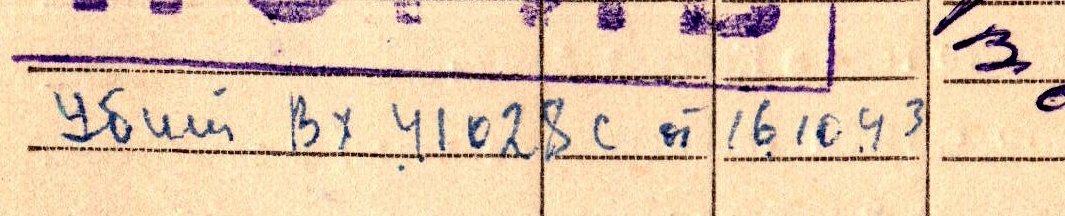 Убит Вх 41028с от 16.10.43